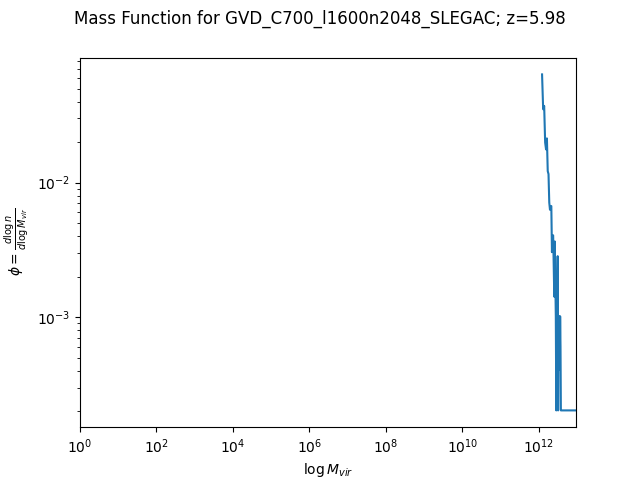 Mass Function for GVD_C700_l1600n2048_SLEGAC; z=5.98
ϕ = d log n / d log M_vir
10^-2
10^-3
10^0 10^2 10^4 10^6 10^8 10^10 10^12
log M_vir